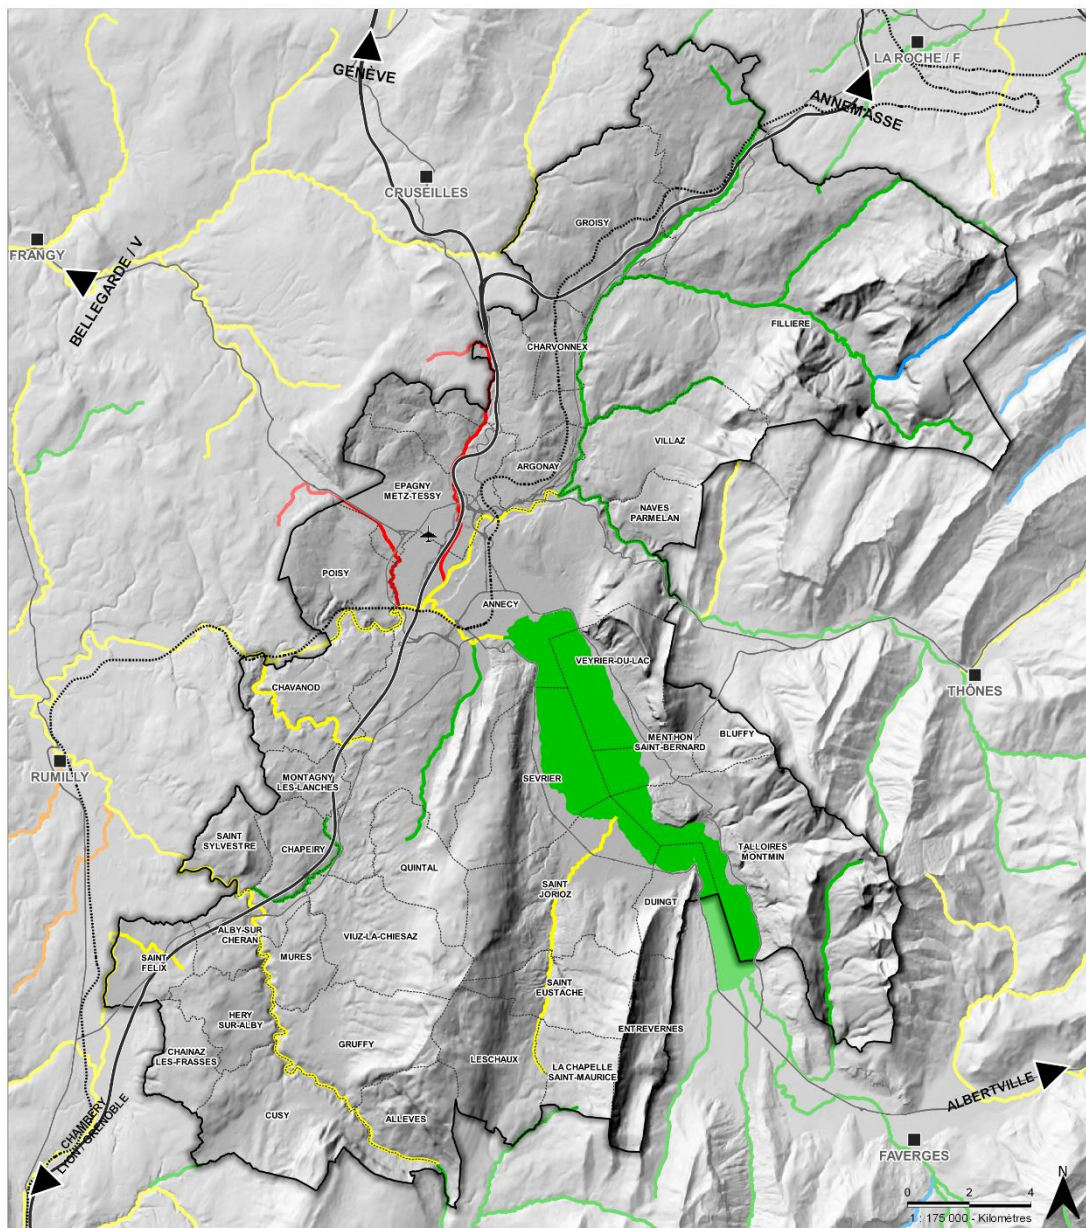 LA ROCHE / F
GENÈVE
ANNEMASSE
CRUSEILLES
GROISY
FRANGY
BELLEGARDE / V
FILLIERE
CHARVONNEX
VILLAZ
ARGONAY
EPAGNY
METZ-TESSY
NAVES
PARMELAN
POISY
ANNECY
VEYRIER-DU-LAC
THÔNES
CHAVANOD
BLUFFY
MENTHON
SAINT-BERNARD
RUMILLY
MONTAGNY
LES-LANCHES
SEVRIER
SAINT
SYLVESTRE
CHAPEIRY
TALLOIRES
MONTMIN
QUINTAL
SAINT
JORIOZ
DUINGT
ALBY-SUR
CHERAN
VIUZ-LA-CHIESAZ
MURES
SAINT
FELIX
SAINT
EUSTACHE
HERY
SUR-ALBY
ENTREVERNES
GRUFFY
CHAINAZ
LES-FRASSES
LESCHAUX
LA CHAPELLE
SAINT-MAURICE
ALBERTVILLE
CUSY
ALLEVES
CHAMBERY
LYON / GRENOBLE
FAVERGES
N
0 2 4
1 : 175 000 - Kilomètres